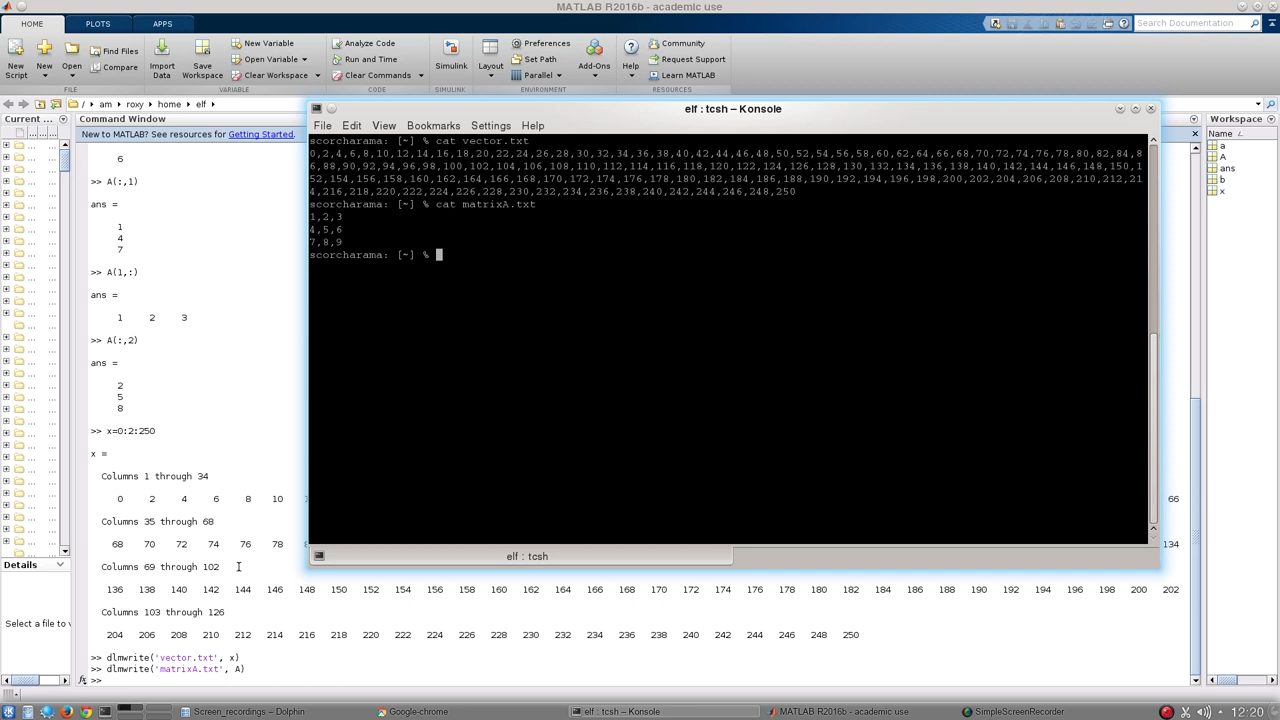 MATLAB R2016b - academic use
HOME PLOTS APPS Search Documentation
New Script New Open Find Files Compare Import Data Save Workspace New Variable Open Variable Clear Workspace Analyze Code Run and Time Clear Commands Simulink Layout Preferences Set Path Parallel Add-Ons Help Community Request Support Learn MATLAB
FILE VARIABLE CODE SIMULINK ENVIRONMENT RESOURCES
/ am roxy home elf
Current ... Command Window Workspace
New to MATLAB? See resources for Getting Started.
Name
a
A
ans
b
x
6
>> A(:,1)
ans =
1
4
7
>> A(1,:)
ans =
1 2 3
>> A(:,2)
ans =
2
5
8
>> x=0:2:250
x =
Columns 1 through 34
0 2 4 6 8 10 66
Columns 35 through 68
68 70 72 74 76 78 134
Columns 69 through 102
136 138 140 142 144 146 148 150 152 154 156 158 160 162 164 166 168 170 172 174 176 178 180 182 184 186 188 190 192 194 196 198 200 202
Columns 103 through 126
204 206 208 210 212 214 216 218 220 222 224 226 228 230 232 234 236 238 240 242 244 246 248 250
>> dlmwrite('vector.txt', x)
>> dlmwrite('matrixA.txt', A)
fx >>
Details
Select a file to v
elf : tcsh – Konsole
File Edit View Bookmarks Settings Help
scorcharama: [~] % cat vector.txt
0,2,4,6,8,10,12,14,16,18,20,22,24,26,28,30,32,34,36,38,40,42,44,46,48,50,52,54,56,58,60,62,64,66,68,70,72,74,76,78,80,82,84,8
6,88,90,92,94,96,98,100,102,104,106,108,110,112,114,116,118,120,122,124,126,128,130,132,134,136,138,140,142,144,146,148,150,1
52,154,156,158,160,162,164,166,168,170,172,174,176,178,180,182,184,186,188,190,192,194,196,198,200,202,204,206,208,210,212,21
4,216,218,220,222,224,226,228,230,232,234,236,238,240,242,244,246,248,250
scorcharama: [~] % cat matrixA.txt
1,2,3
4,5,6
7,8,9
scorcharama: [~] %
elf : tcsh
Screen_recordings – Dolphin Google-chrome elf : tcsh – Konsole MATLAB R2016b - academic use SimpleScreenRecorder 12:20